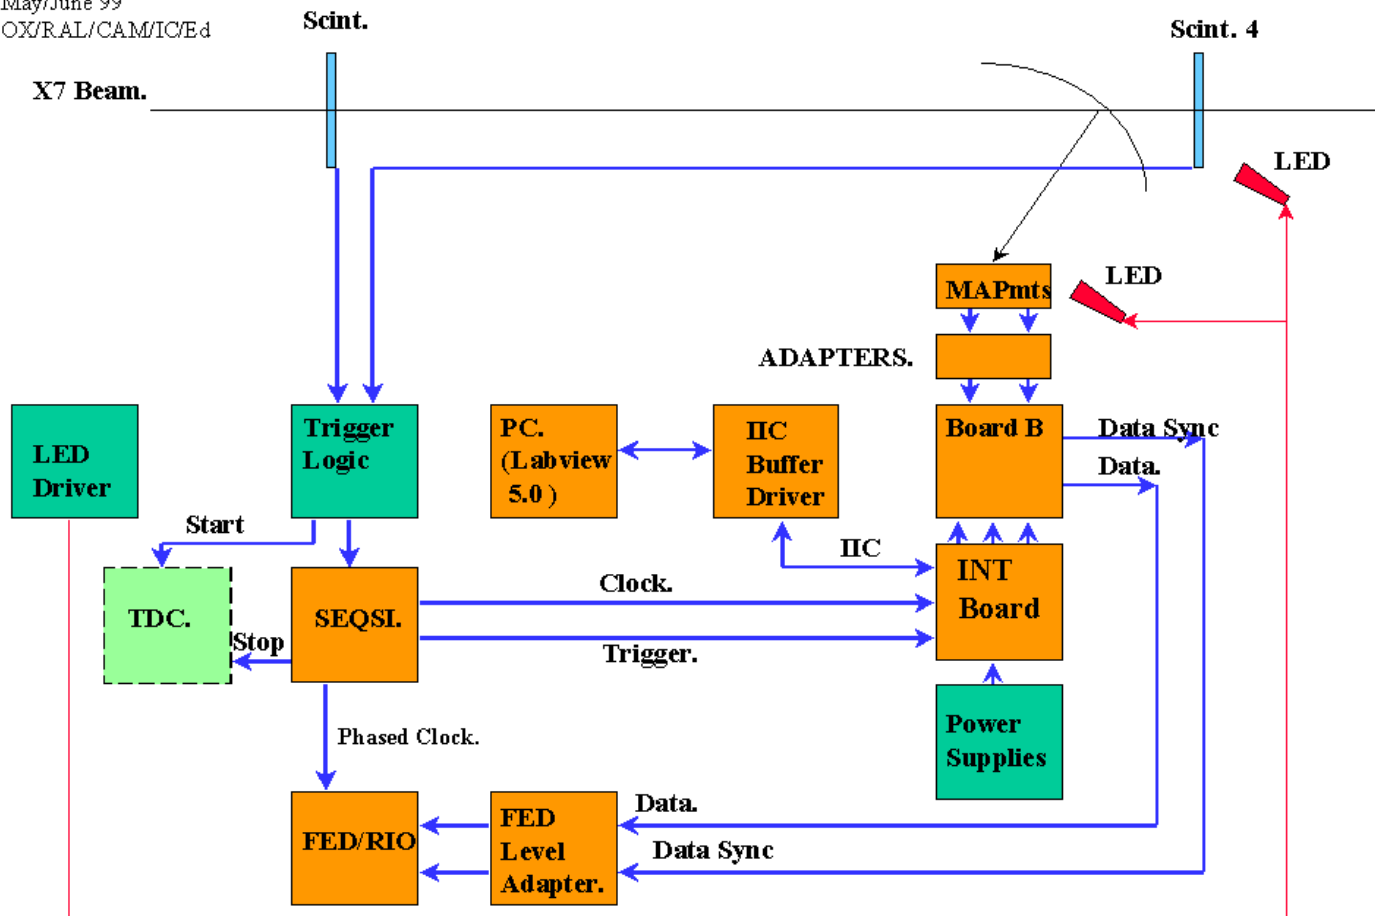 May/June 99
OX/RAL/CAM/IC/Ed
Scint.
Scint. 4
X7 Beam.
LED
LED
MAPmts
ADAPTERS.
LED
Driver
Trigger
Logic
PC.
(Labview
5.0 )
IIC
Buffer
Driver
Board B
Data Sync
Data.
Start
IIC
TDC.
SEQSI.
Clock.
INT
Board
Stop
Trigger.
Phased Clock.
Power
Supplies
FED/RIO
FED
Level
Adapter.
Data.
Data Sync